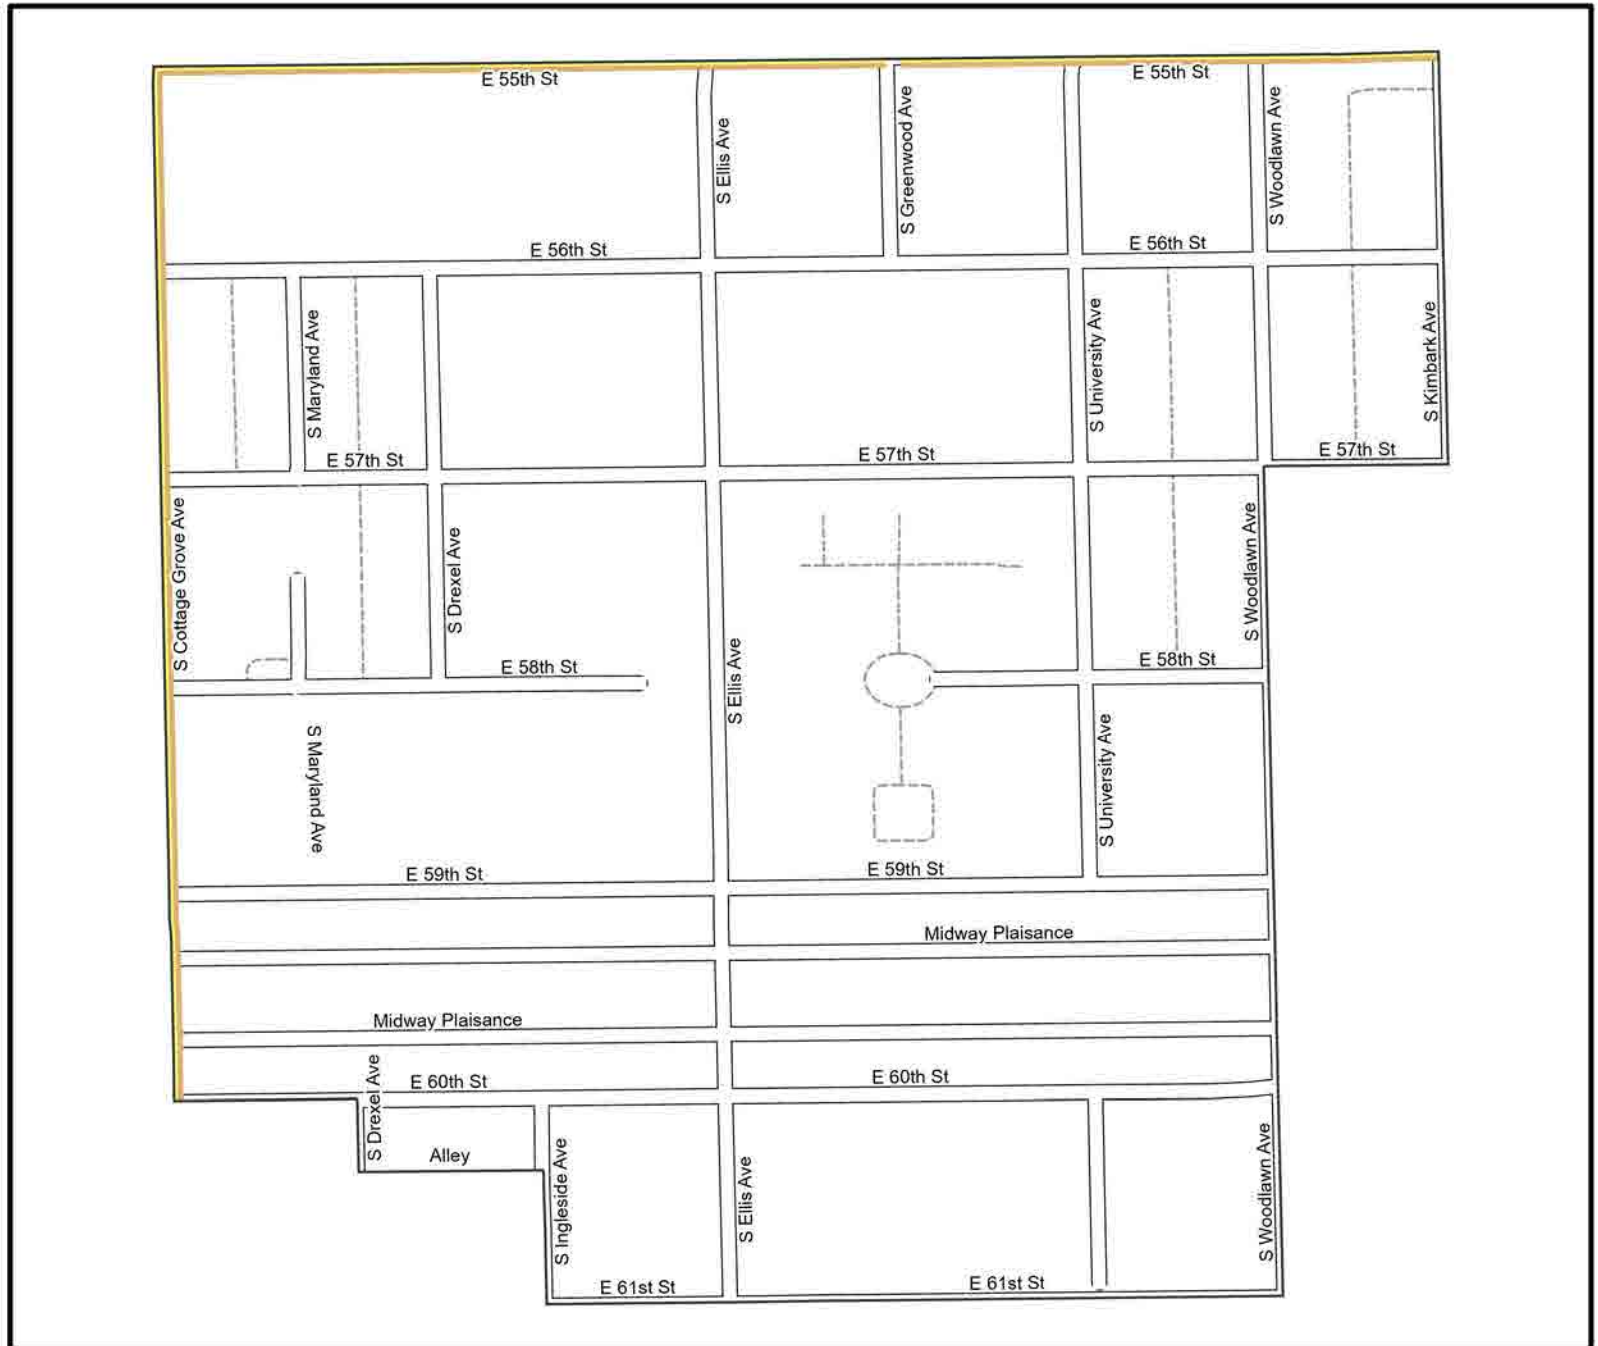 E 55th St
E 55th St
S Ellis Ave
S Greenwood Ave
S Woodlawn Ave
E 56th St
E 56th St
S Maryland Ave
S University Ave
S Kimbark Ave
E 57th St
E 57th St
E 57th St
S Cottage Grove Ave
S Drexel Ave
S Woodlawn Ave
E 58th St
E 58th St
S Ellis Ave
S Maryland Ave
S University Ave
E 59th St
E 59th St
Midway Plaisance
Midway Plaisance
S Drexel Ave
E 60th St
E 60th St
Alley
S Ingleside Ave
S Ellis Ave
S Woodlawn Ave
E 61st St
E 61st St